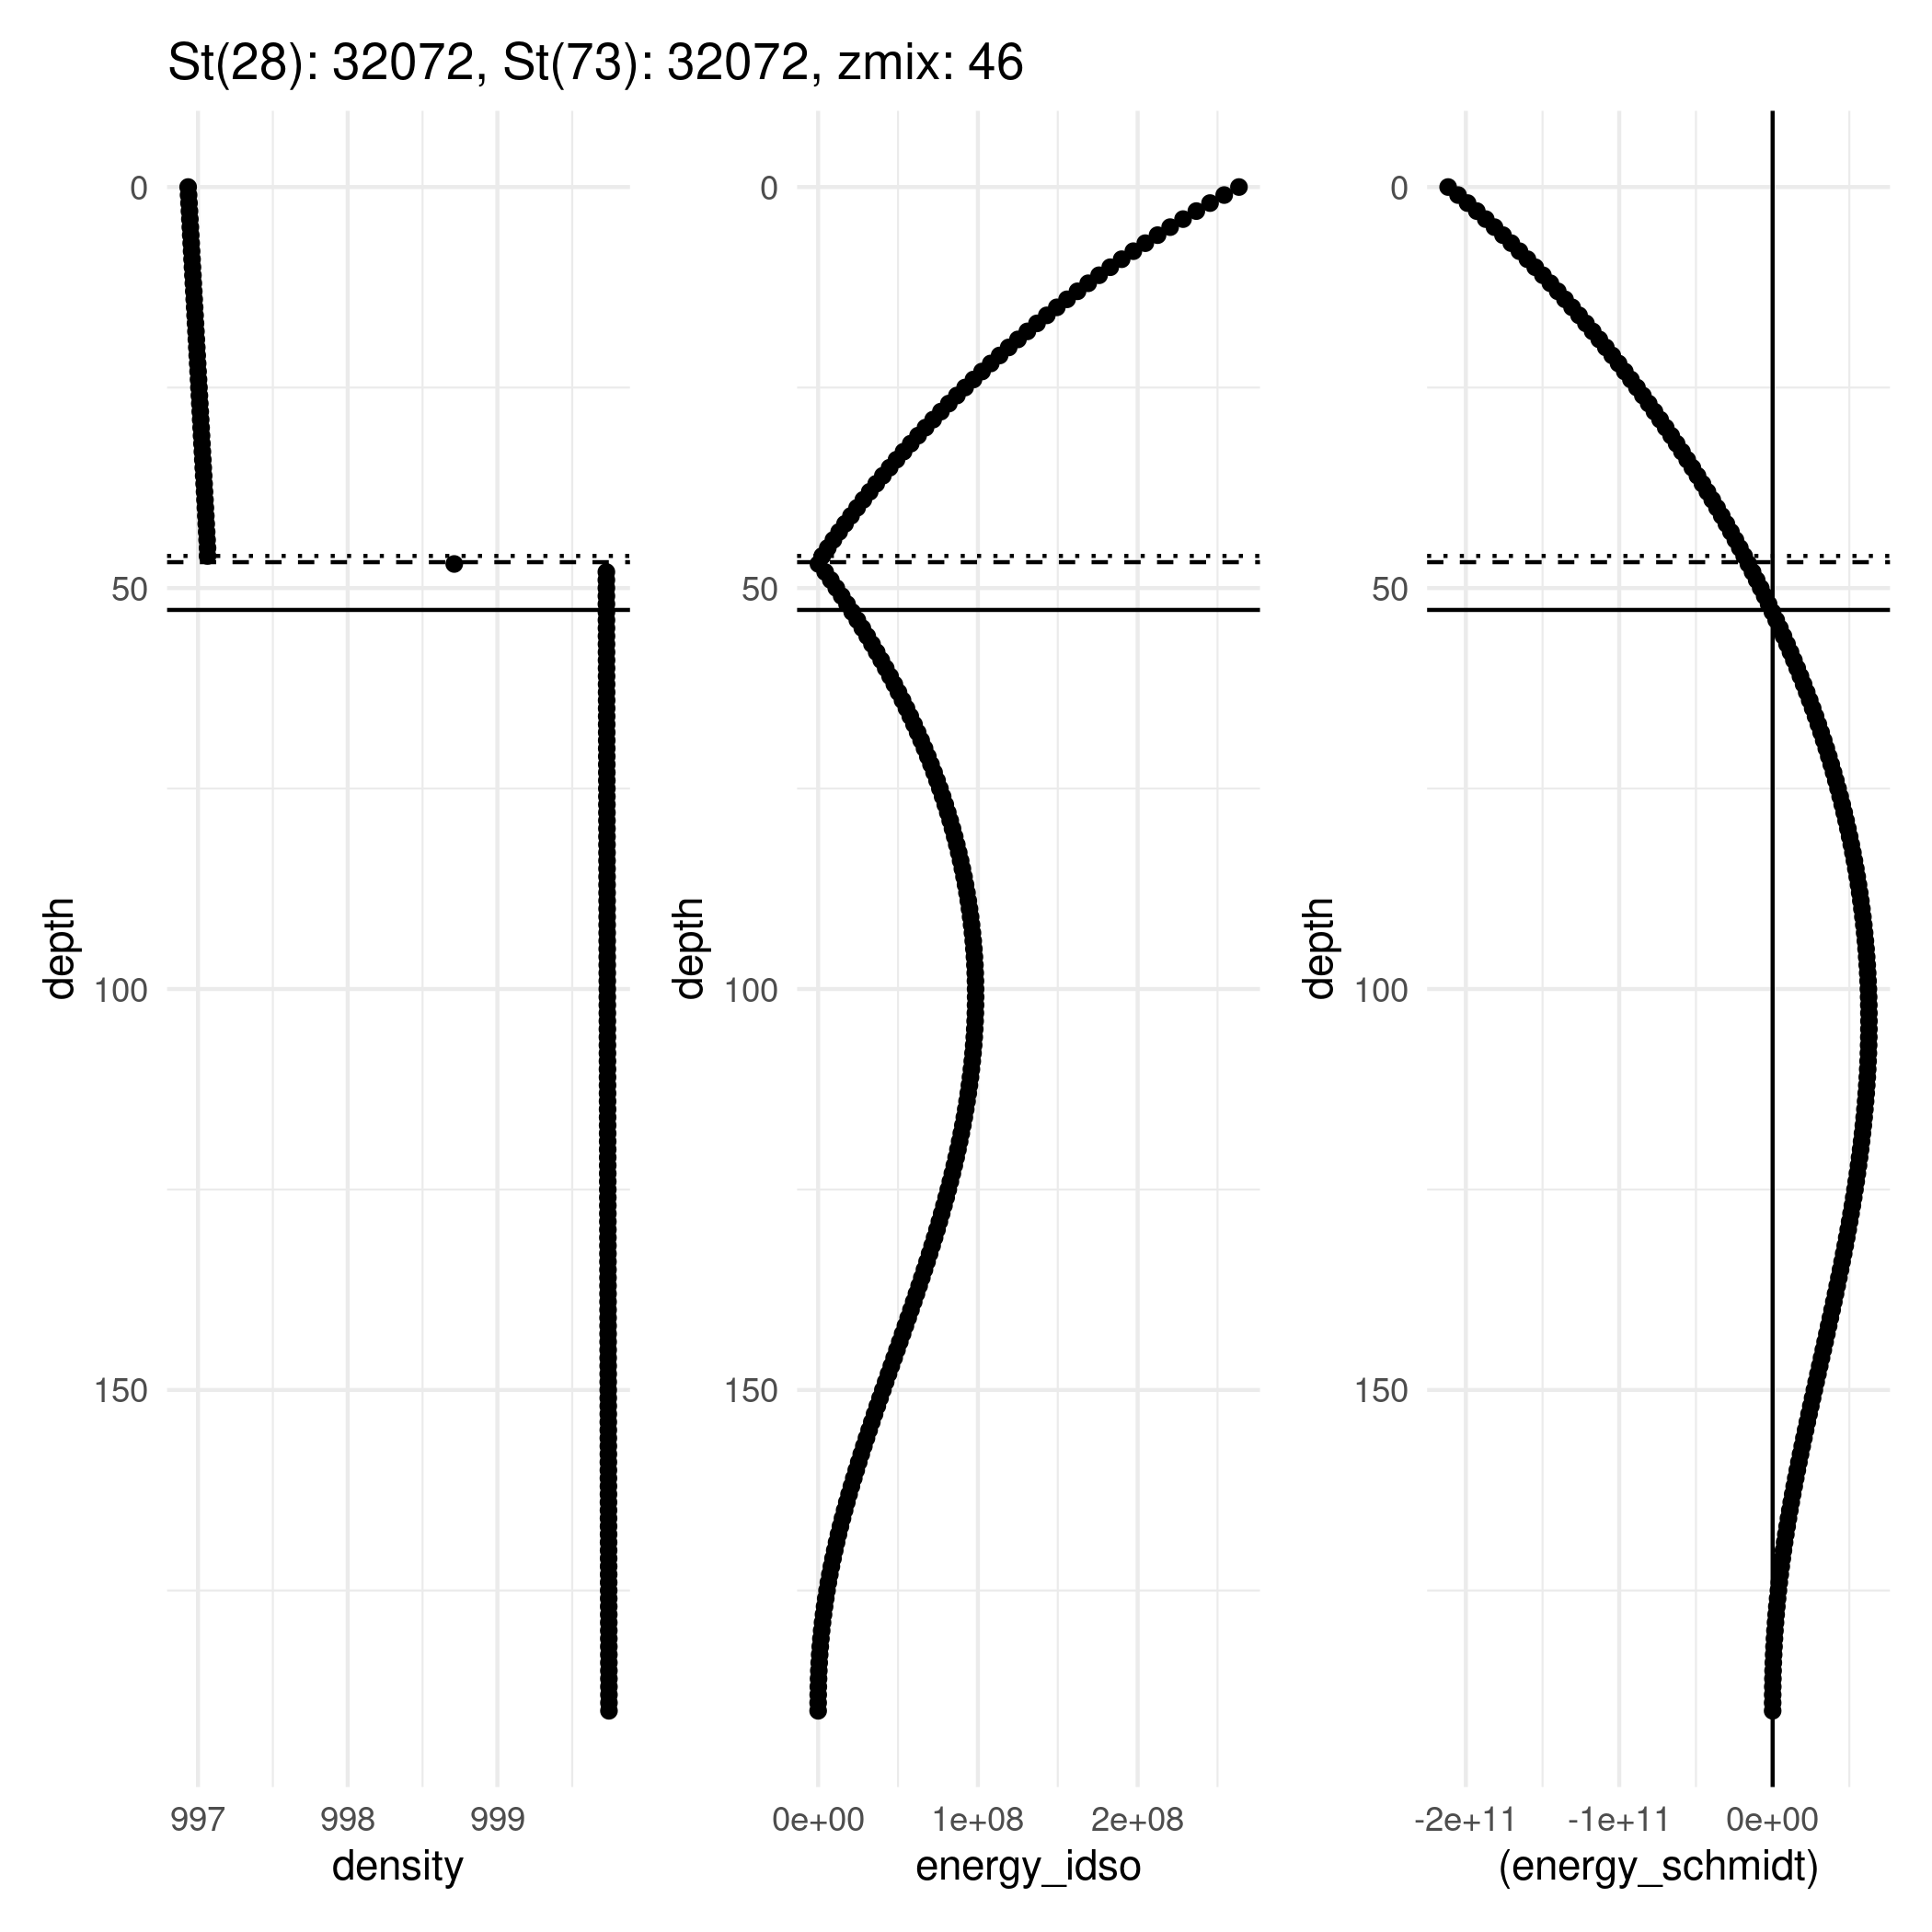 St(28): 32072, St(73): 32072, zmix: 46
0
50
100
150
depth
997 998 999
density
0
50
100
150
depth
0e+00 1e+08 2e+08
energy_idso
0
50
100
150
depth
-2e+11 -1e+11 0e+00
(energy_schmidt)